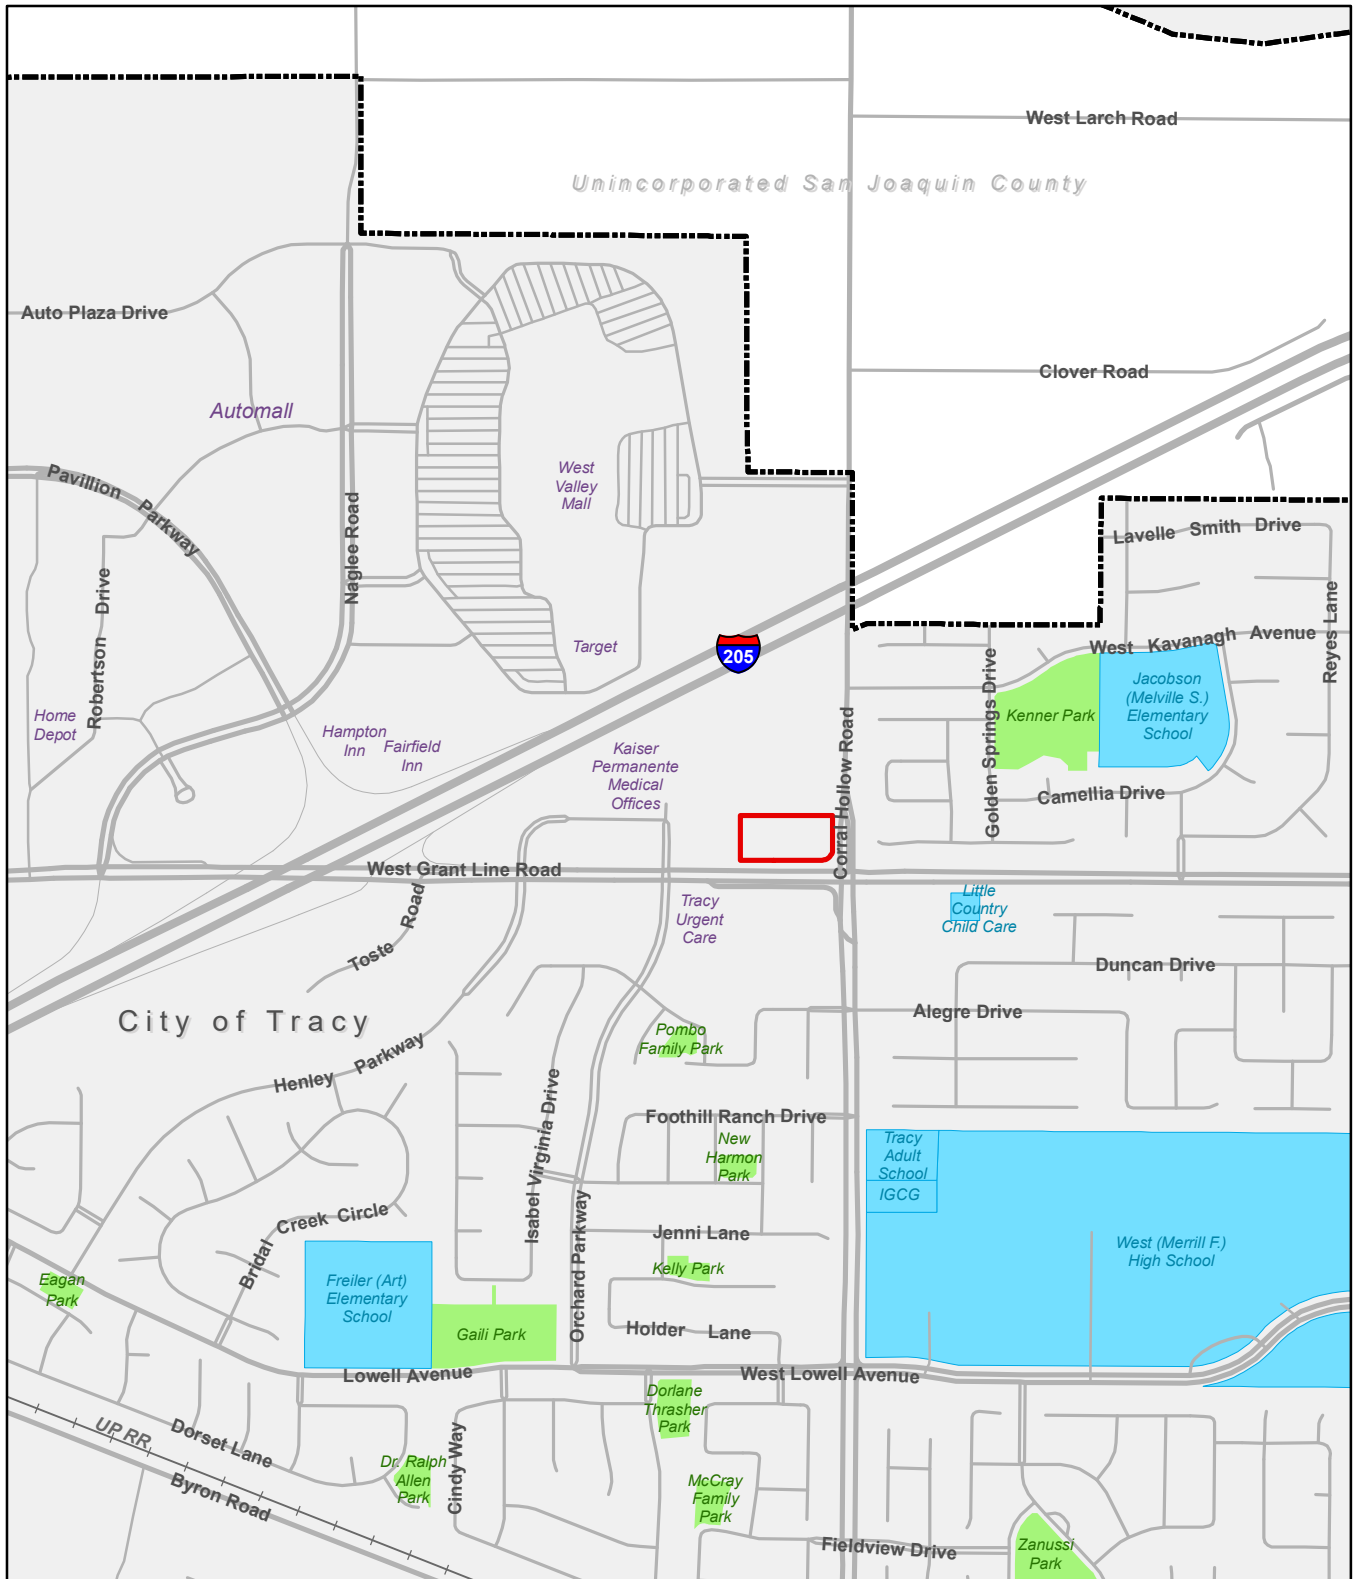 West Larch Road
Unincorporated San Joaquin County
Auto Plaza Drive
Clover Road
Automall
West
Valley
Mall
Pavillion Parkway
Naglee Road
Lavelle Smith Drive
Robertson Drive
Reyes Lane
West Kavanagh Avenue
Target
205
Golden Springs Drive
Jacobson
(Melville S.)
Elementary
School
Kenner Park
Home
Depot
Hampton
Inn
Fairfield
Inn
Kaiser
Permanente
Medical
Offices
Corral Hollow Road
Camellia Drive
West Grant Line Road
Toste Road
Tracy
Urgent
Care
Little
Country
Child Care
Duncan Drive
City of Tracy
Alegre Drive
Pombo
Family Park
Henley Parkway
Isabel Virginia Drive
Foothill Ranch Drive
New
Harmon
Park
Tracy
Adult
School
IGCG
Bridal Creek Circle
Orchard Parkway
Jenni Lane
West (Merrill F.)
High School
Kelly Park
Eagan
Park
Freiler (Art)
Elementary
School
Gaili Park
Holder Lane
Lowell Avenue
West Lowell Avenue
Dorlane
Thrasher
Park
UP RR
Dorset Lane
Cindy Way
Dr. Ralph
Allen
Park
Byron Road
McCray
Family
Park
Fieldview Drive
Zanussi
Park